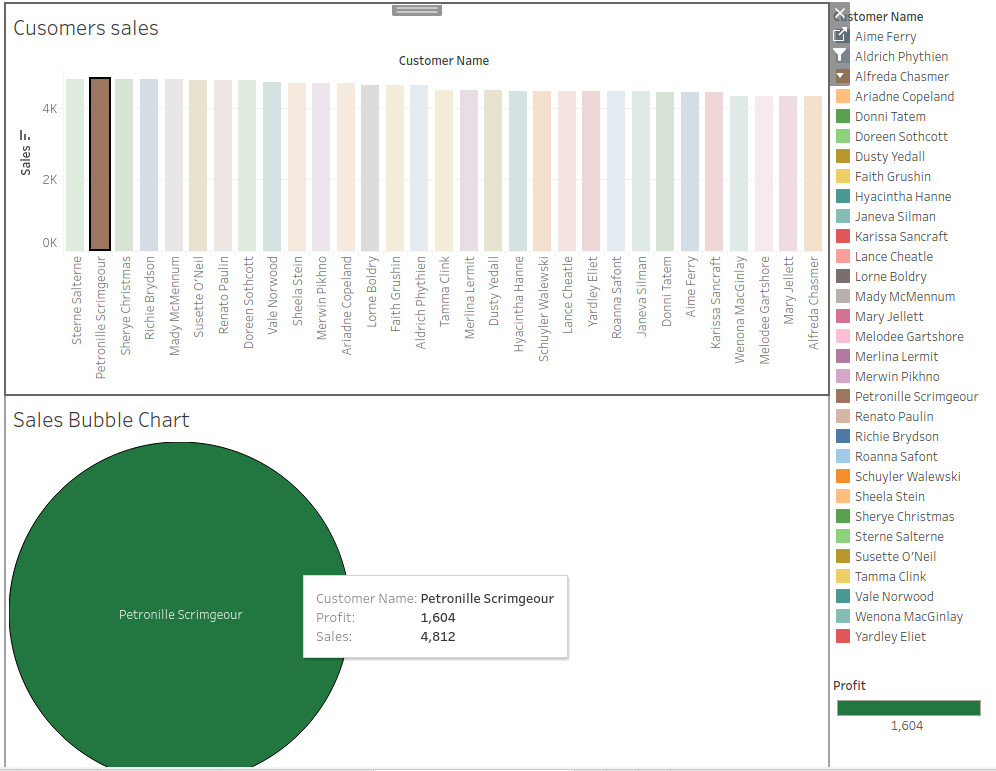 Cusomers sales
Customer Name
Sales
4K
2K
0K
Sterne Salterne
Petronille Scrimgeour
Sherye Christmas
Richie Brydson
Mady McMennum
Susette O'Neil
Renato Paulin
Doreen Sothcott
Vale Norwood
Sheela Stein
Merwin Pikhno
Ariadne Copeland
Lorne Boldry
Faith Grushin
Aldrich Phythien
Tamma Clink
Merlina Lermit
Dusty Yedall
Hyacintha Hanne
Schuyler Walewski
Lance Cheatle
Yardley Eliet
Roanna Safont
Janeva Silman
Donni Tatem
Aime Ferry
Karissa Sancraft
Wenona MacGinlay
Melodee Gartshore
Mary Jellett
Alfreda Chasmer
Sales Bubble Chart
Petronille Scrimgeour
Customer Name: Petronille Scrimgeour
Profit: 1,604
Sales: 4,812
ustomer Name
Aime Ferry
Aldrich Phythien
Alfreda Chasmer
Ariadne Copeland
Donni Tatem
Doreen Sothcott
Dusty Yedall
Faith Grushin
Hyacintha Hanne
Janeva Silman
Karissa Sancraft
Lance Cheatle
Lorne Boldry
Mady McMennum
Mary Jellett
Melodee Gartshore
Merlina Lermit
Merwin Pikhno
Petronille Scrimgeour
Renato Paulin
Richie Brydson
Roanna Safont
Schuyler Walewski
Sheela Stein
Sherye Christmas
Sterne Salterne
Susette O'Neil
Tamma Clink
Vale Norwood
Wenona MacGinlay
Yardley Eliet
Profit
1,604